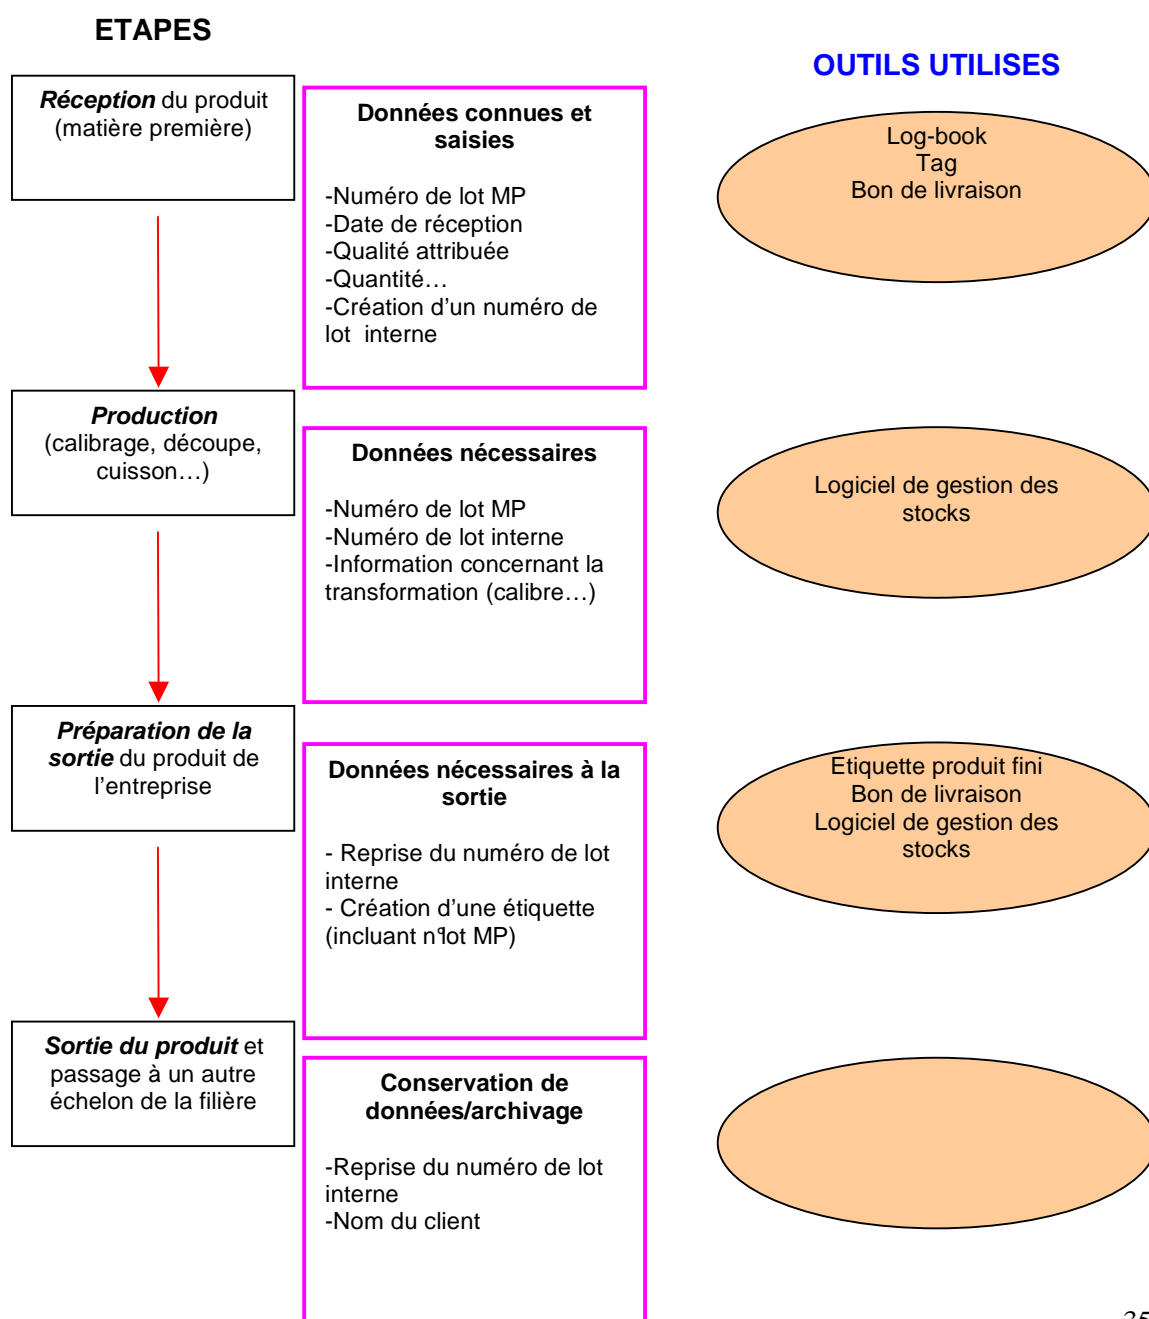 ETAPES
OUTILS UTILISES
Réception du produit
(matière première)
Données connues et
saisies
-Numéro de lot MP
-Date de réception
-Qualité attribuée
-Quantité…
-Création d’un numéro de
lot interne
Log-book
Tag
Bon de livraison
Production
(calibrage, découpe,
cuisson…)
Données nécessaires
-Numéro de lot MP
-Numéro de lot interne
-Information concernant la
transformation (calibre…)
Logiciel de gestion des
stocks
Préparation de la
sortie du produit de
l’entreprise
Données nécessaires à la
sortie
- Reprise du numéro de lot
interne
- Création d’une étiquette
(incluant n°lot MP)
Etiquette produit fini
Bon de livraison
Logiciel de gestion des
stocks
Sortie du produit et
passage à un autre
échelon de la filière
Conservation de
données/archivage
-Reprise du numéro de lot
interne
-Nom du client